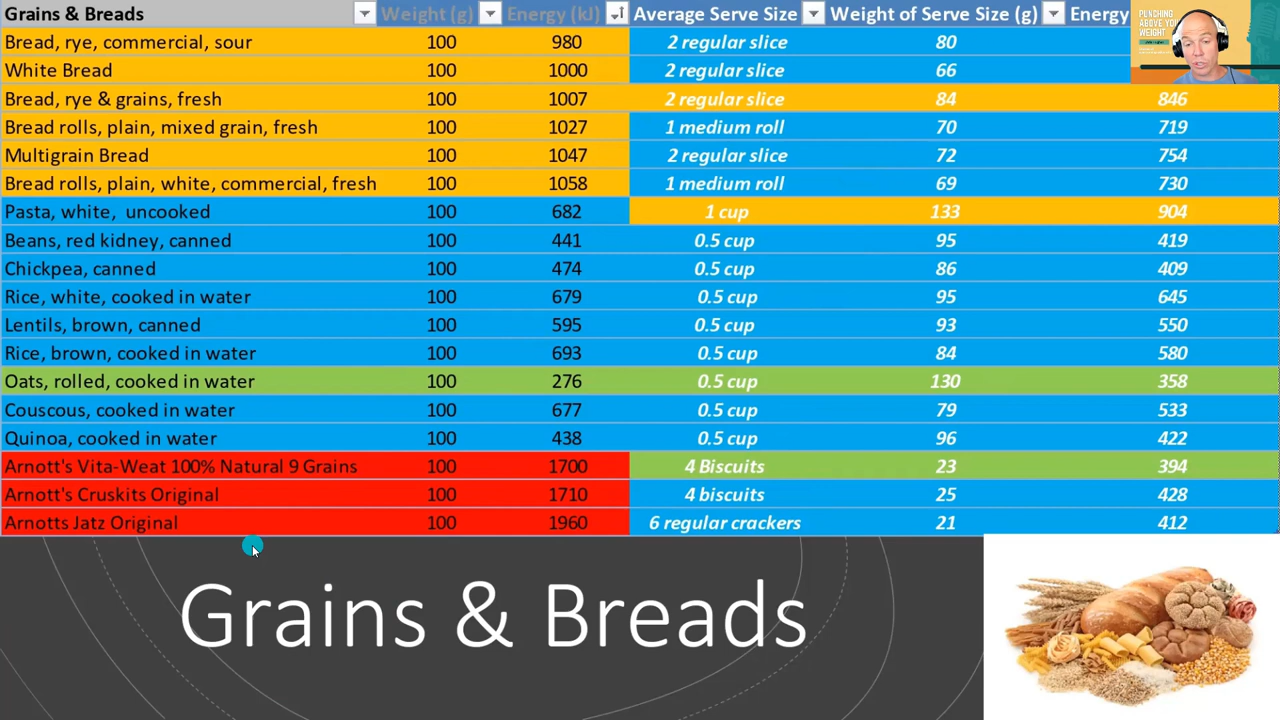 Grains & Breads Weight (g) Energy (kJ) Average Serve Size Weight of Serve Size (g) Energy
Bread, rye, commercial, sour 100 980 2 regular slice 80
White Bread 100 1000 2 regular slice 66
Bread, rye & grains, fresh 100 1007 2 regular slice 84 846
Bread rolls, plain, mixed grain, fresh 100 1027 1 medium roll 70 719
Multigrain Bread 100 1047 2 regular slice 72 754
Bread rolls, plain, white, commercial, fresh 100 1058 1 medium roll 69 730
Pasta, white, uncooked 100 682 1 cup 133 904
Beans, red kidney, canned 100 441 0.5 cup 95 419
Chickpea, canned 100 474 0.5 cup 86 409
Rice, white, cooked in water 100 679 0.5 cup 95 645
Lentils, brown, canned 100 595 0.5 cup 93 550
Rice, brown, cooked in water 100 693 0.5 cup 84 580
Oats, rolled, cooked in water 100 276 0.5 cup 130 358
Couscous, cooked in water 100 677 0.5 cup 79 533
Quinoa, cooked in water 100 438 0.5 cup 96 422
Arnott's Vita-Weat 100% Natural 9 Grains 100 1700 4 Biscuits 23 394
Arnott's Cruskits Original 100 1710 4 biscuits 25 428
Arnotts Jatz Original 100 1960 6 regular crackers 21 412
Grains & Breads
PUNCHING
ABOVE YOUR
WEIGHT